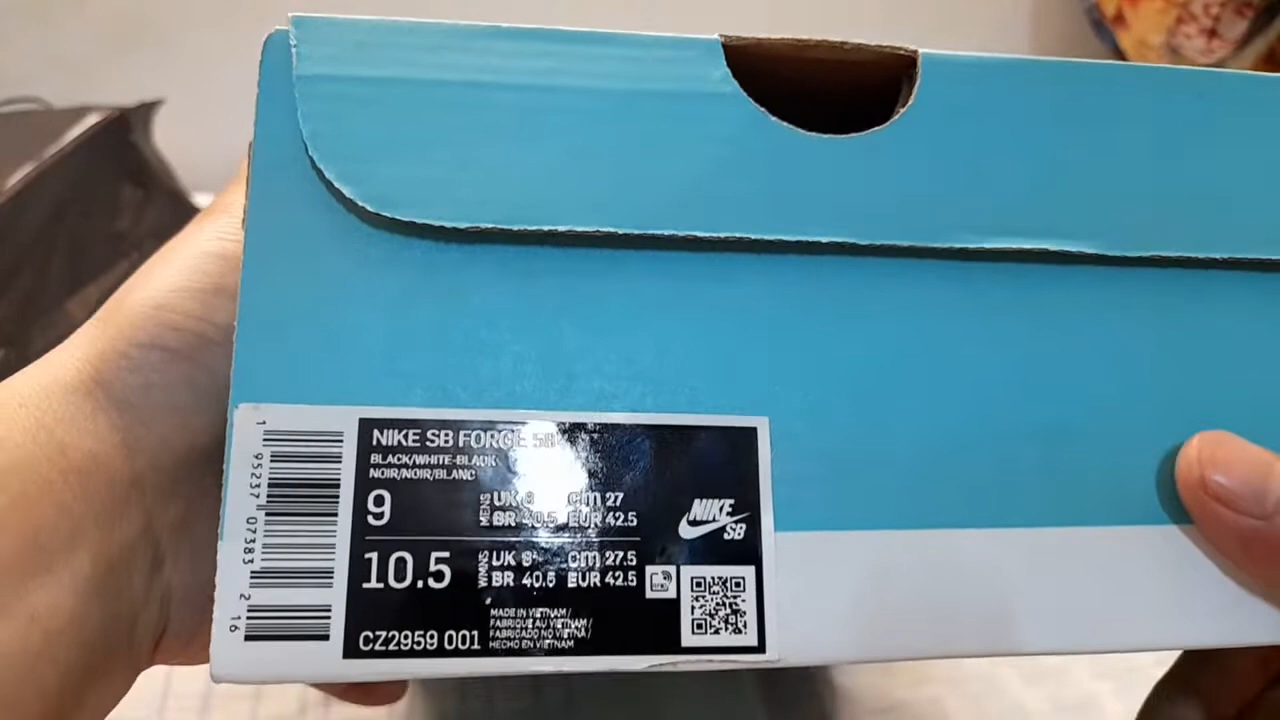 NIKE SB FORCE 58
BLACK/WHITE-BLACK
NOIR/NOIR/BLANC
9 MENS UK 8 cm 27
BR 40.5 EUR 42.5
10.5 WMNS UK cm 27.5
BR 40.5 EUR 42.5
MADE IN VIETNAM /
FABRIQUE AU VIETNAM /
FABRICADO NO VIETNA /
HECHO EN VIETNAM
CZ2959 001
NIKE
SB
1 95237 07383 2 16